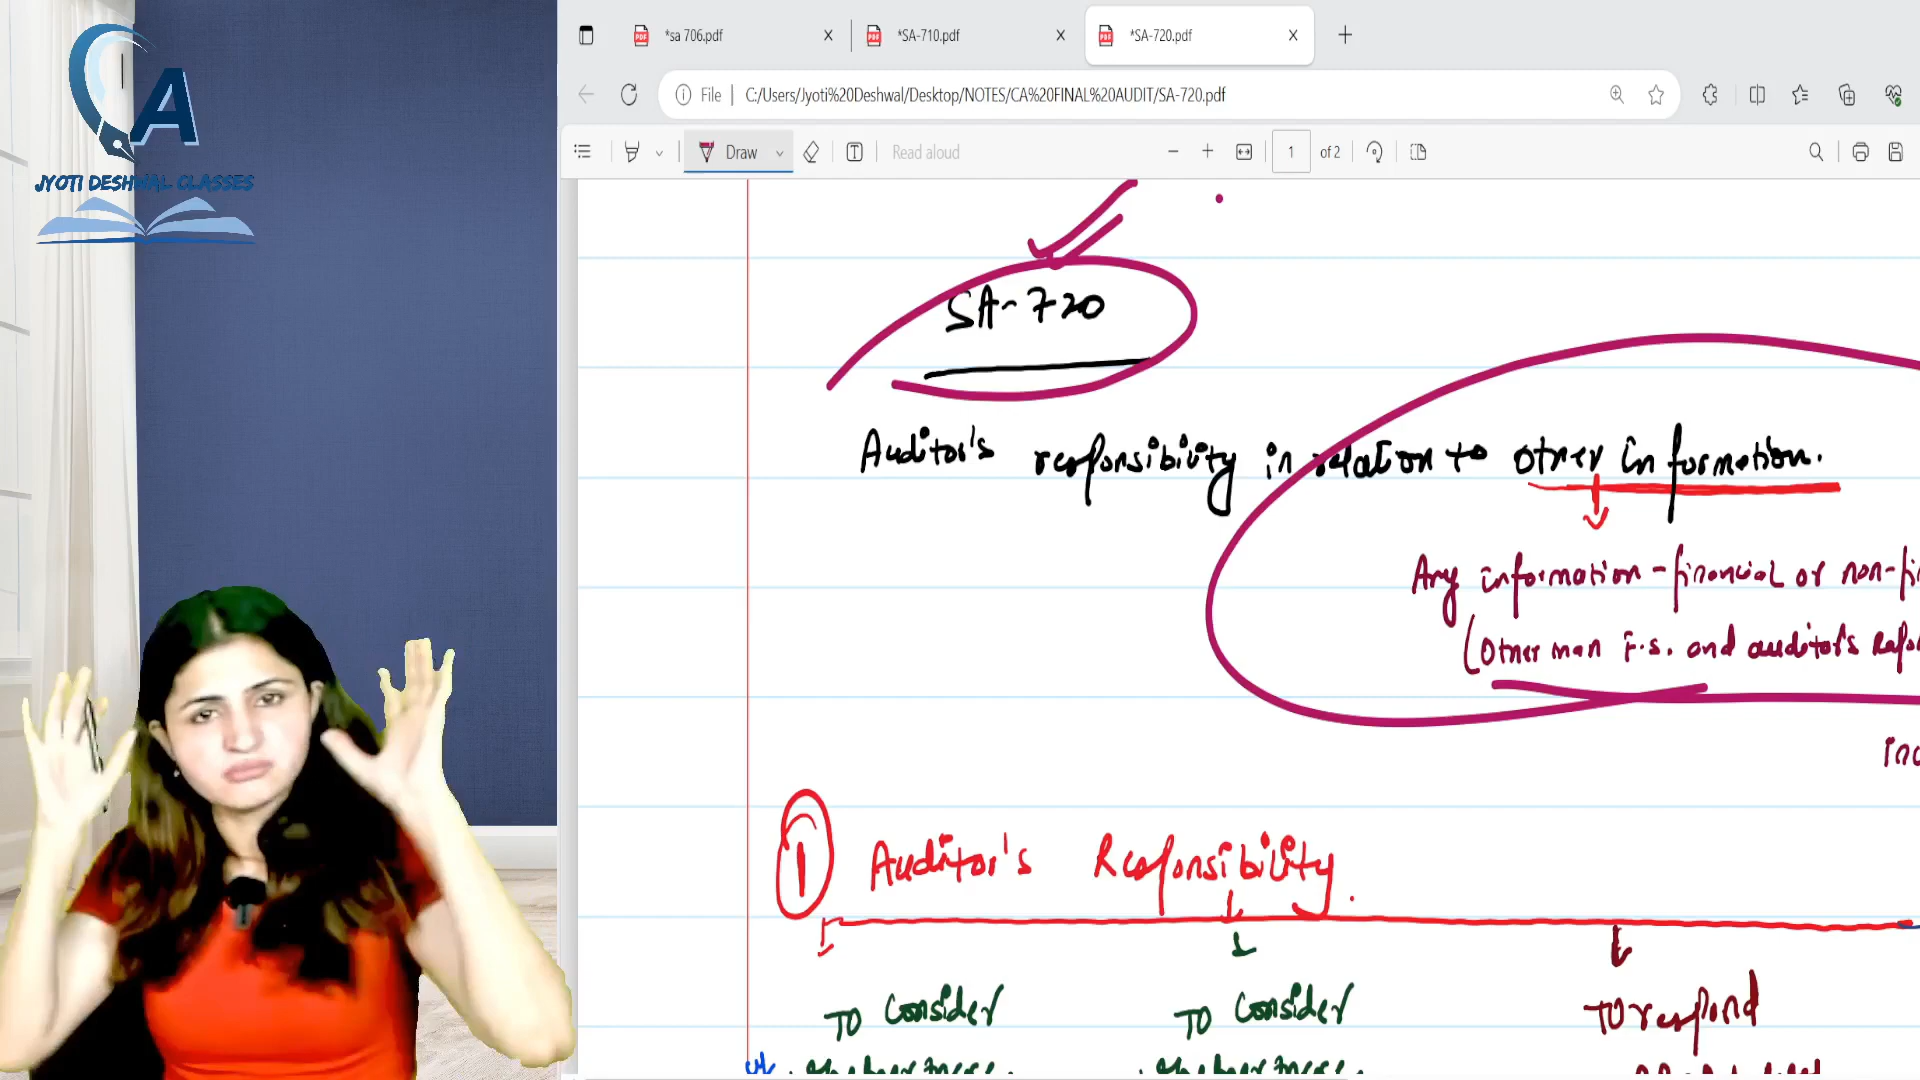 *sa 706.pdf
*SA-710.pdf
*SA-720.pdf
File
C:/Users/Jyoti%20Deshwal/Desktop/NOTES/CA%20FINAL%20AUDIT/SA-720.pdf
Draw
Read aloud
1 of 2
CA
JYOTI DESHWAL CLASSES
SA-720
Auditor's responsibility in relation to other information.
Any information - financial or non-fi
(Other than F.S. and auditor's Repo
inc
1 Auditor's Responsibility.
To Consider
To Consider
To respond